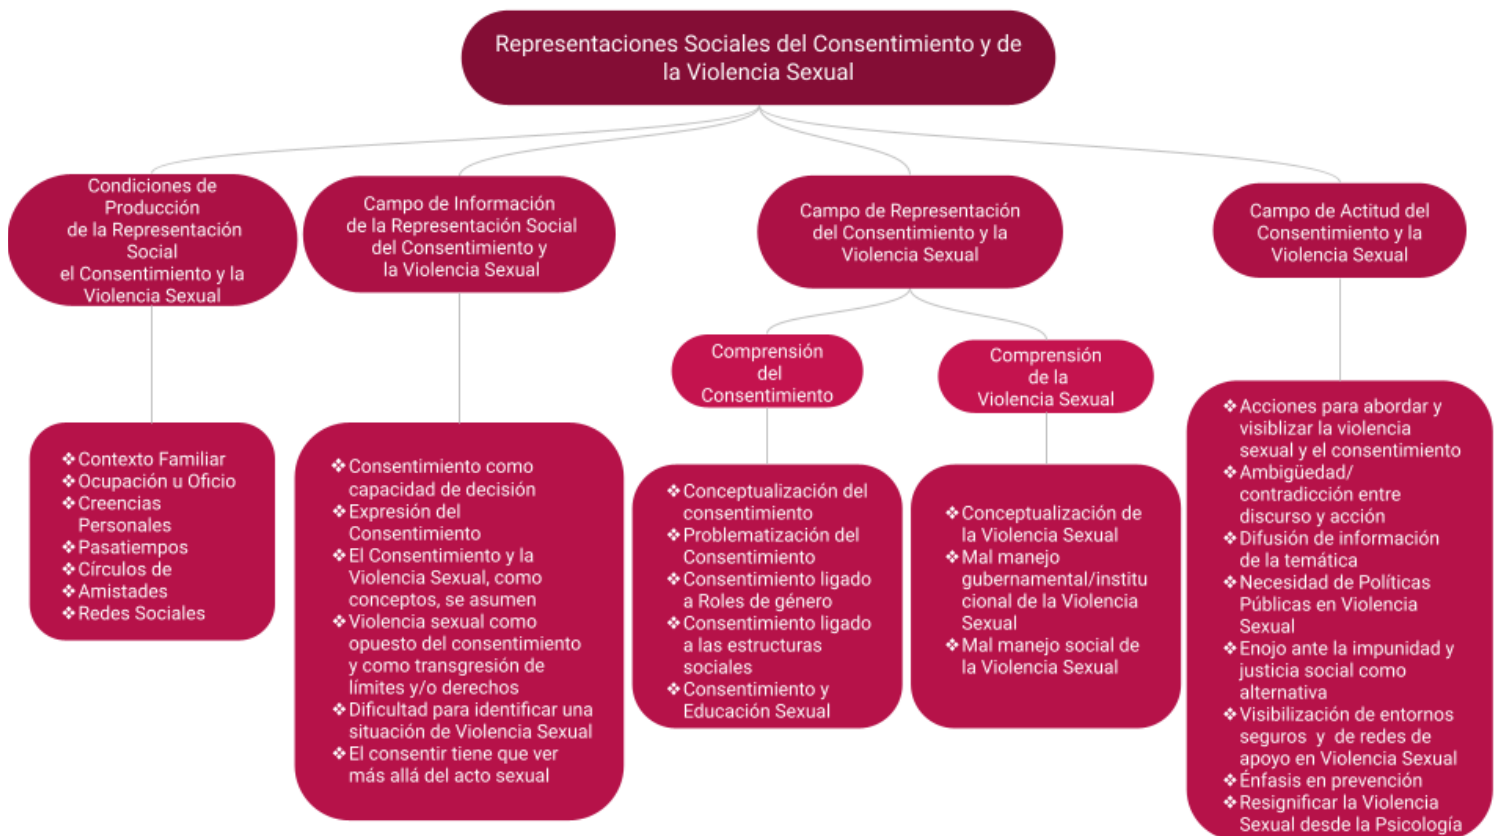 Representaciones Sociales del Consentimiento y de
la Violencia Sexual
Condiciones de
Producción
de la Representación
Social
el Consentimiento y la
Violencia Sexual
Campo de Información
de la Representación Social
del Consentimiento y
la Violencia Sexual
Campo de Representación
del Consentimiento y la
Violencia Sexual
Campo de Actitud del
Consentimiento y la
Violencia Sexual
Comprensión
del
Consentimiento
Comprensión
de la
Violencia Sexual
❖Contexto Familiar
❖Ocupación u Oficio
❖Creencias
Personales
❖Pasatiempos
❖Círculos de
❖Amistades
❖Redes Sociales
❖Consentimiento como
capacidad de decisión
❖Expresión del
Consentimiento
❖El Consentimiento y la
Violencia Sexual, como
conceptos, se asumen
❖Violencia sexual como
opuesto del consentimiento
y como transgresión de
límites y/o derechos
❖Dificultad para identificar una
situación de Violencia Sexual
❖El consentir tiene que ver
más allá del acto sexual
❖Conceptualización del
consentimiento
❖Problematización del
Consentimiento
❖Consentimiento ligado
a Roles de género
❖Consentimiento ligado
a las estructuras
sociales
❖Consentimiento y
Educación Sexual
❖Conceptualización de
la Violencia Sexual
❖Mal manejo
gubernamental/institu
cional de la Violencia
Sexual
❖Mal manejo social de
la Violencia Sexual
❖Acciones para abordar y
visiblizar la violencia
sexual y el consentimiento
❖Ambigüedad/
contradicción entre
discurso y acción
❖Difusión de información
de la temática
❖Necesidad de Políticas
Públicas en Violencia
Sexual
❖Enojo ante la impunidad y
justicia social como
alternativa
❖Visibilización de entornos
seguros y de redes de
apoyo en Violencia Sexual
❖Énfasis en prevención
❖Resignificar la Violencia
Sexual desde la Psicología